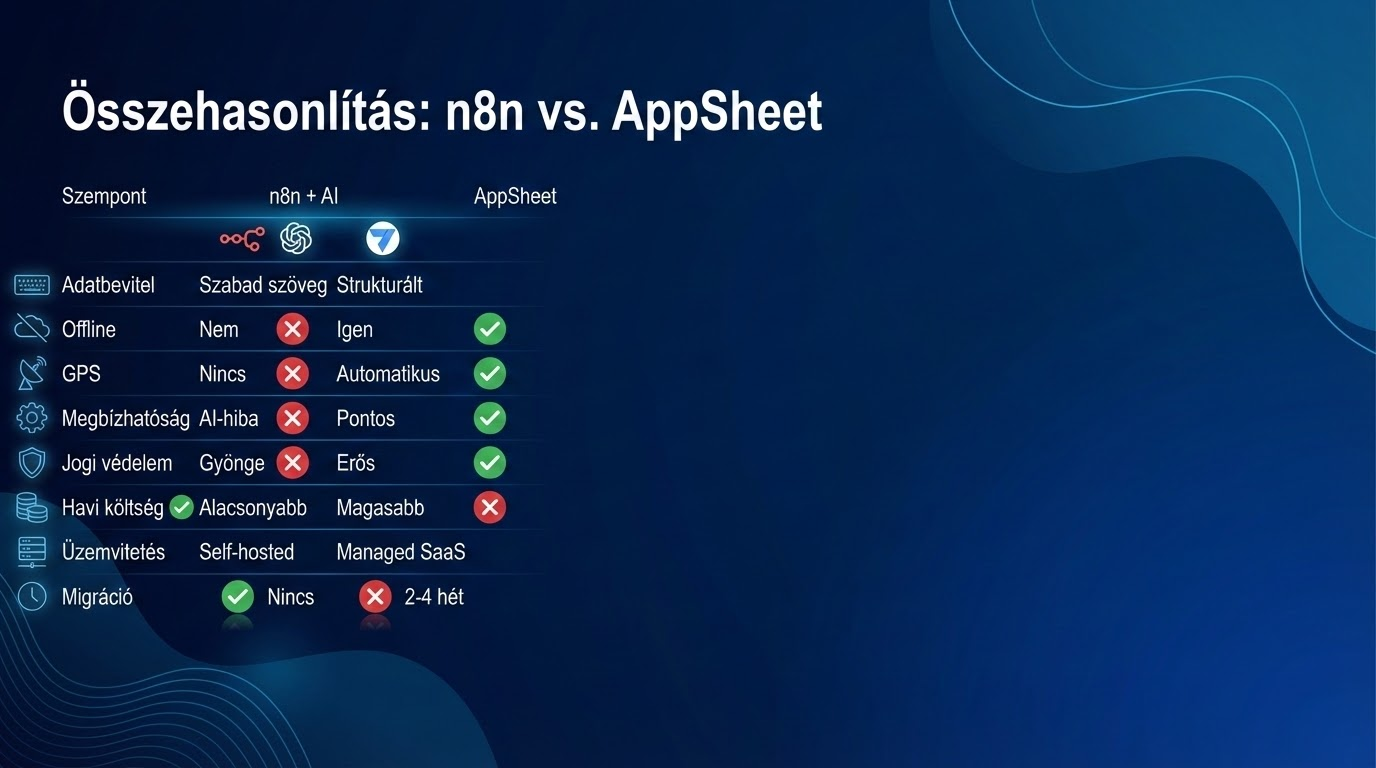 Összehasonlítás: n8n vs. AppSheet
Szempont n8n + AI AppSheet
Adatbevitel Szabad szöveg Strukturált
Offline Nem Igen
GPS Nincs Automatikus
Megbízhatóság AI-hiba Pontos
Jogi védelem Gyönge Erős
Havi költség Alacsonyabb Magasabb
Üzemvitetés Self-hosted Managed SaaS
Migráció Nincs 2-4 hét